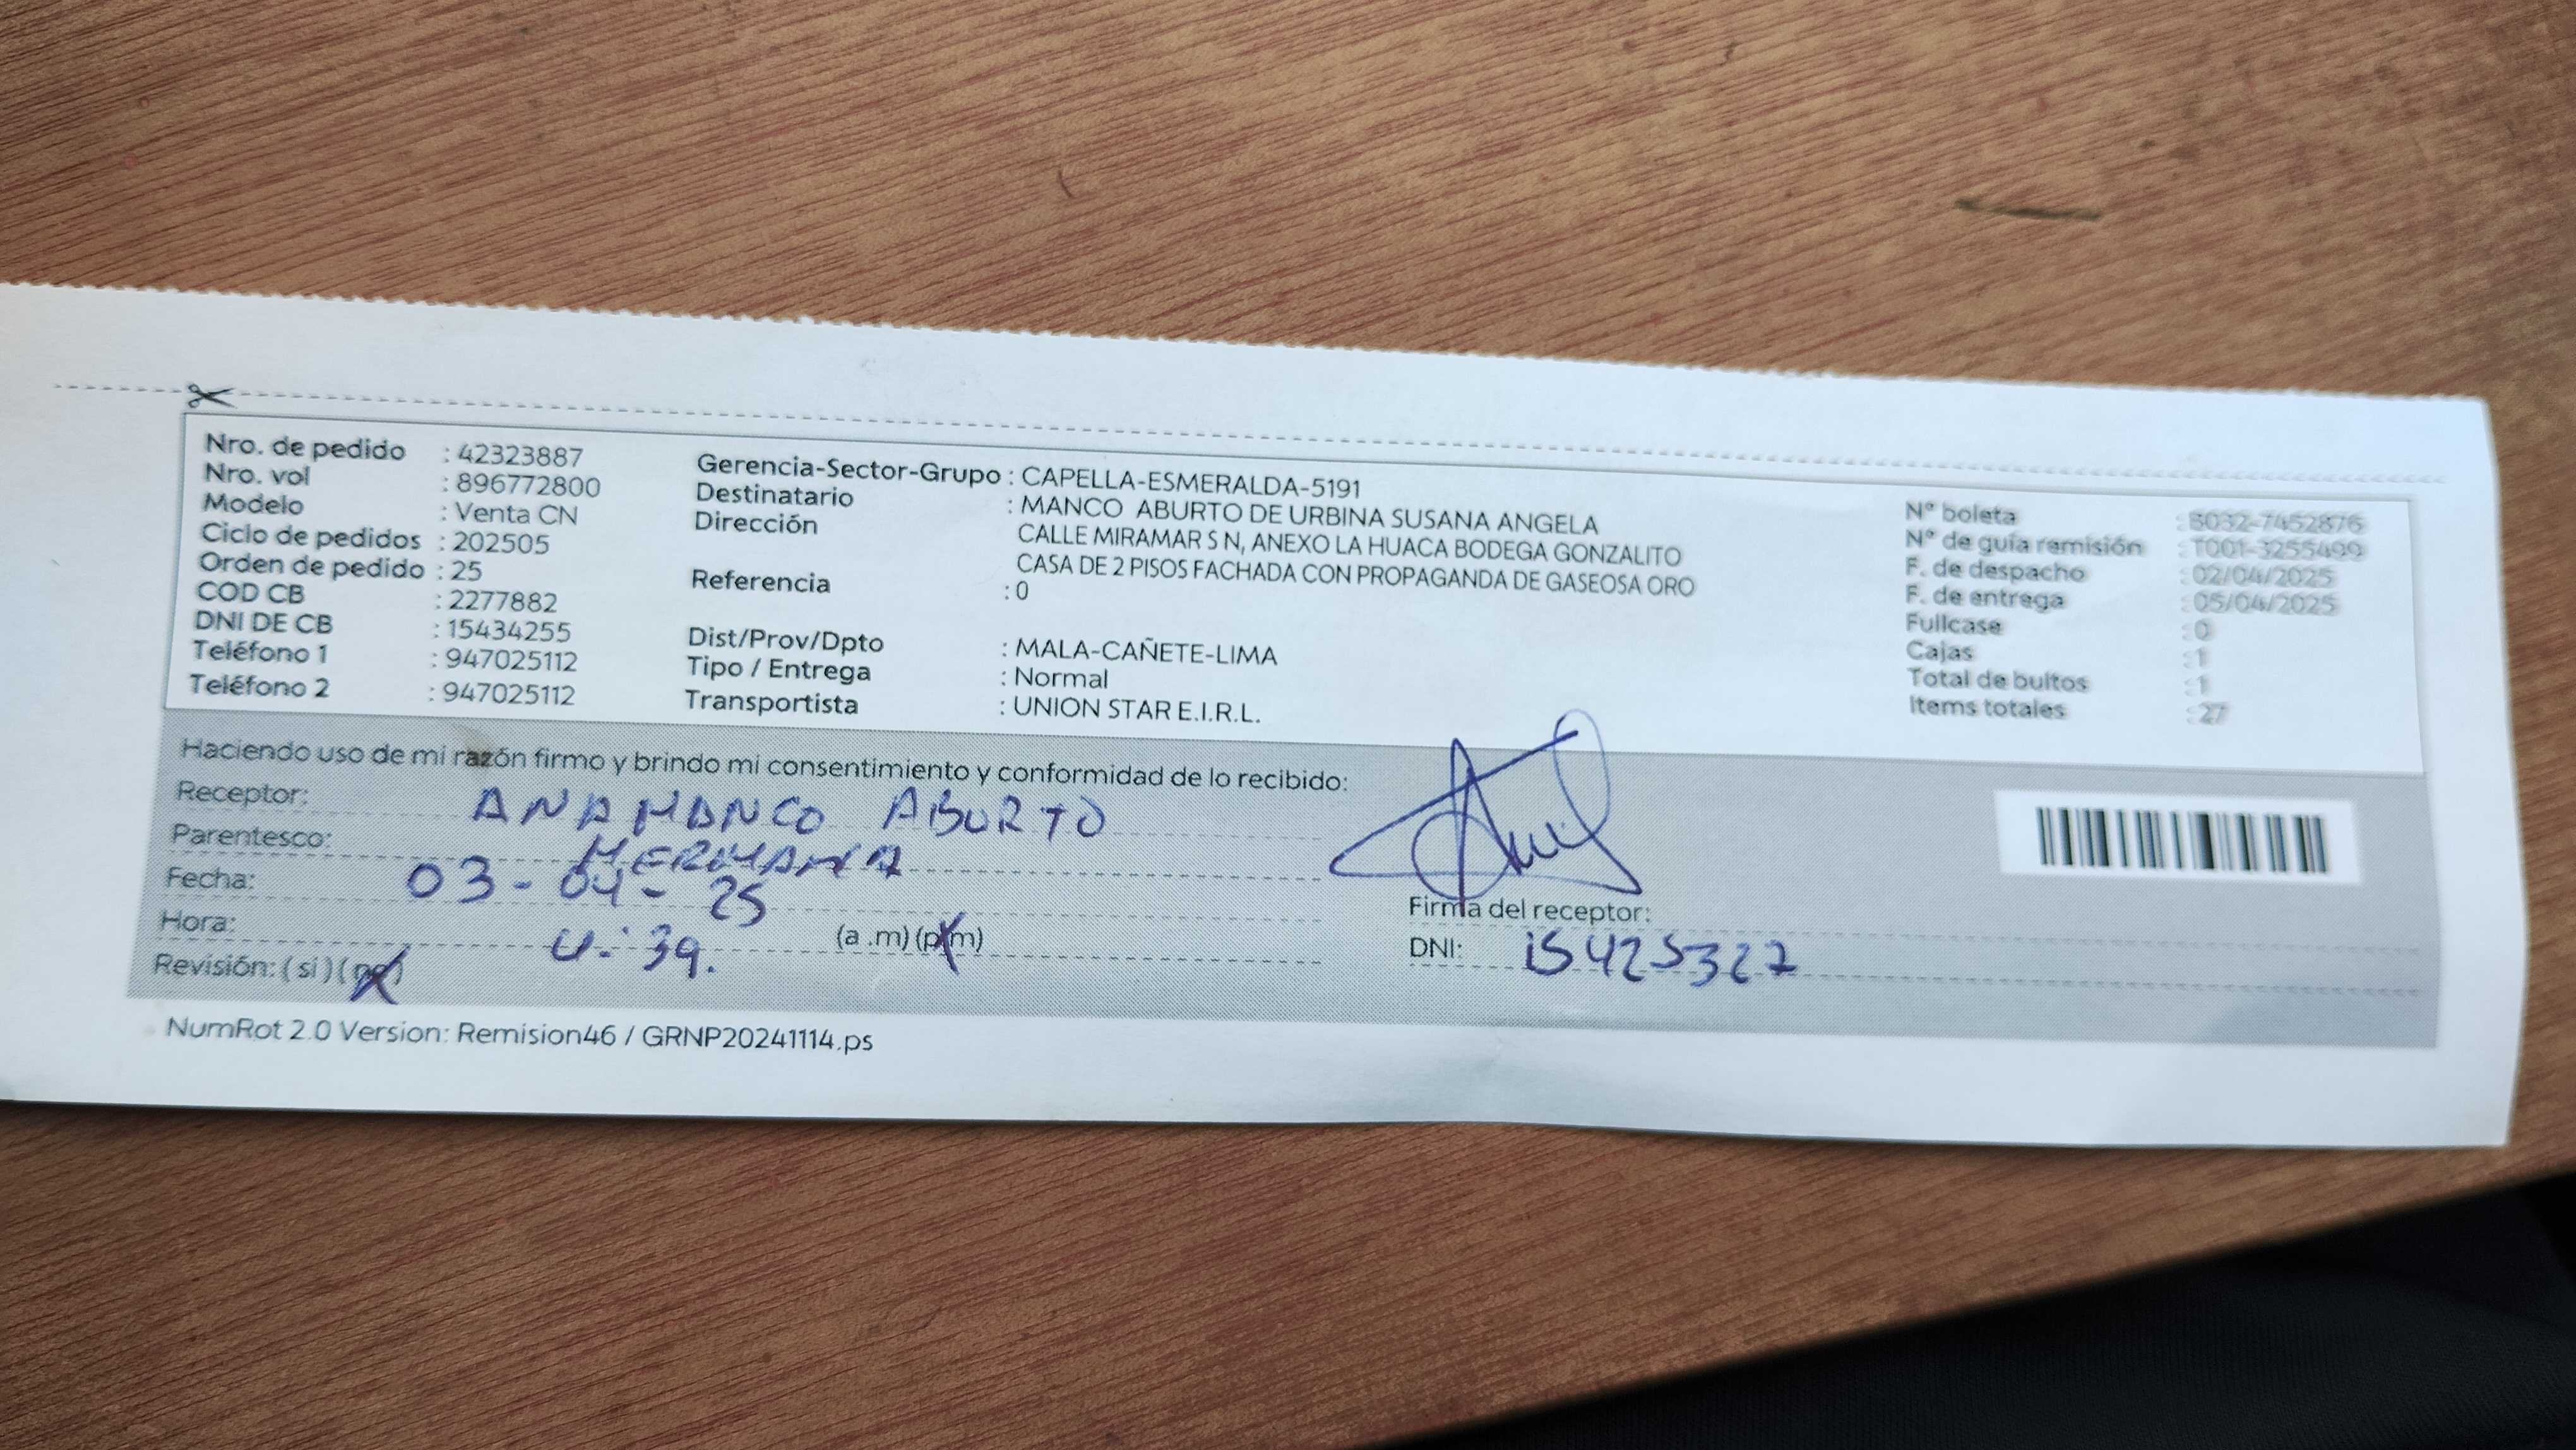 Nro. de pedido : 42323887
Nro. vol : 896772800
Modelo : Venta CN
Ciclo de pedidos : 202505
Orden de pedido : 25
COD CB : 2277882
DNI DE CB : 15434255
Teléfono 1 : 947025112
Teléfono 2 : 947025112
Gerencia-Sector-Grupo : CAPELLA-ESMERALDA-5191
Destinatario : MANCO ABURTO DE URBINA SUSANA ANGELA
Dirección CALLE MIRAMAR S N, ANEXO LA HUACA BODEGA GONZALITO
CASA DE 2 PISOS FACHADA CON PROPAGANDA DE GASEOSA ORO
Referencia : 0
Dist/Prov/Dpto : MALA-CAÑETE-LIMA
Tipo / Entrega : Normal
Transportista : UNION STAR E.I.R.L.
N° boleta : B032-7452876
N° de guía remisión : T001-3255499
F. de despacho : 02/04/2025
F. de entrega : 05/04/2025
Fullcase : 0
Cajas : 1
Total de bultos : 1
Items totales : 27
Haciendo uso de mi razón firmo y brindo mi consentimiento y conformidad de lo recibido:
Receptor: ANA MANCO ABURTO
Parentesco: HERMANA
Fecha: 03-04-25
Hora: 4:39. (a.m) (p.m)
Revisión: (si) (no)
Firma del receptor:
DNI: 15425327
NumRot 2.0 Version: Remision46 / GRNP20241114.ps